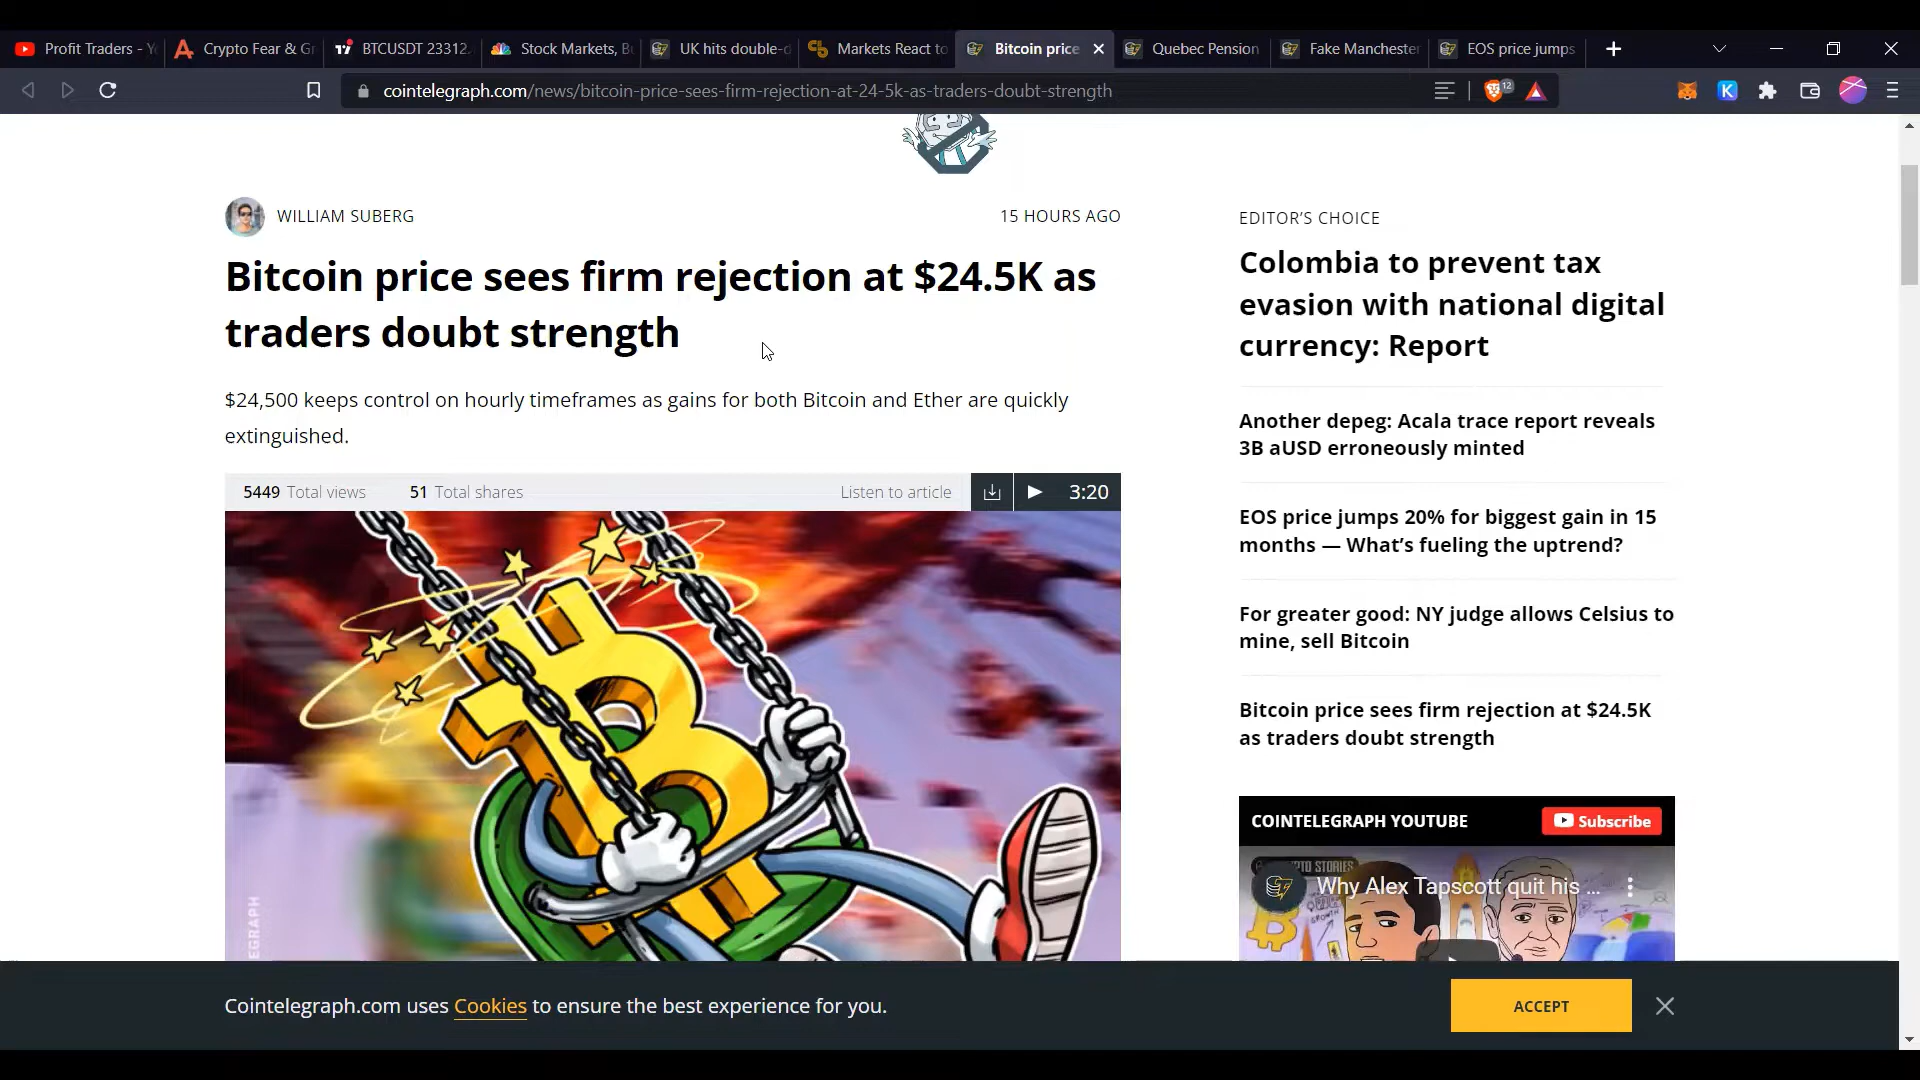 Profit Traders - Y
Crypto Fear & G
BTCUSDT 23312.
Stock Markets, B
UK hits double-d
Markets React to
Bitcoin price
Quebec Pension
Fake Manchester
EOS price jumps
cointelegraph.com/news/bitcoin-price-sees-firm-rejection-at-24-5k-as-traders-doubt-strength
12
WILLIAM SUBERG
15 HOURS AGO
Bitcoin price sees firm rejection at $24.5K as
traders doubt strength
$24,500 keeps control on hourly timeframes as gains for both Bitcoin and Ether are quickly
extinguished.
5449 Total views
51 Total shares
Listen to article
3:20
EGRAPH
EDITOR’S CHOICE
Colombia to prevent tax
evasion with national digital
currency: Report
Another depeg: Acala trace report reveals
3B aUSD erroneously minted
EOS price jumps 20% for biggest gain in 15
months — What’s fueling the uptrend?
For greater good: NY judge allows Celsius to
mine, sell Bitcoin
Bitcoin price sees firm rejection at $24.5K
as traders doubt strength
COINTELEGRAPH YOUTUBE
Subscribe
Why Alex Tapscott quit his ...
Cointelegraph.com uses Cookies to ensure the best experience for you.
ACCEPT